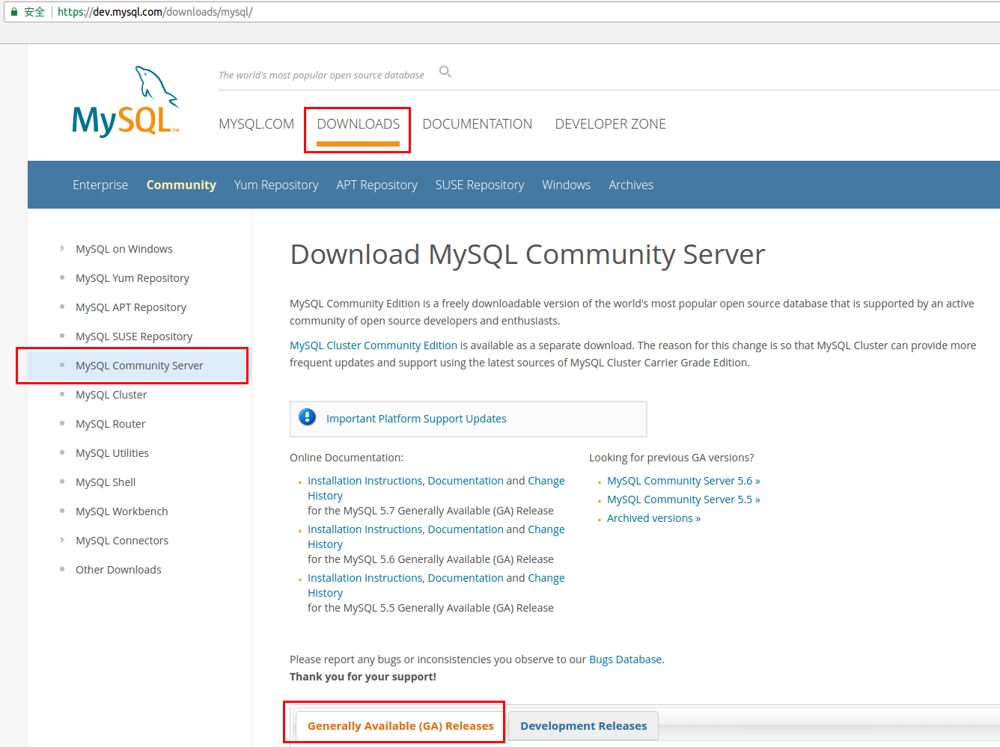 安全 https://dev.mysql.com/downloads/mysql/
The world's most popular open source database
MySQL™
MYSQL.COM DOWNLOADS DOCUMENTATION DEVELOPER ZONE
Enterprise Community Yum Repository APT Repository SUSE Repository Windows Archives
MySQL on Windows
MySQL Yum Repository
MySQL APT Repository
MySQL SUSE Repository
MySQL Community Server
MySQL Cluster
MySQL Router
MySQL Utilities
MySQL Shell
MySQL Workbench
MySQL Connectors
Other Downloads
Download MySQL Community Server
MySQL Community Edition is a freely downloadable version of the world's most popular open source database that is supported by an active
community of open source developers and enthusiasts.
MySQL Cluster Community Edition is available as a separate download. The reason for this change is so that MySQL Cluster can provide more
frequent updates and support using the latest sources of MySQL Cluster Carrier Grade Edition.
Important Platform Support Updates
Online Documentation:
Installation Instructions, Documentation and Change
History
for the MySQL 5.7 Generally Available (GA) Release
Installation Instructions, Documentation and Change
History
for the MySQL 5.6 Generally Available (GA) Release
Installation Instructions, Documentation and Change
History
for the MySQL 5.5 Generally Available (GA) Release
Looking for previous GA versions?
MySQL Community Server 5.6 »
MySQL Community Server 5.5 »
Archived versions »
Please report any bugs or inconsistencies you observe to our Bugs Database.
Thank you for your support!
Generally Available (GA) Releases Development Releases